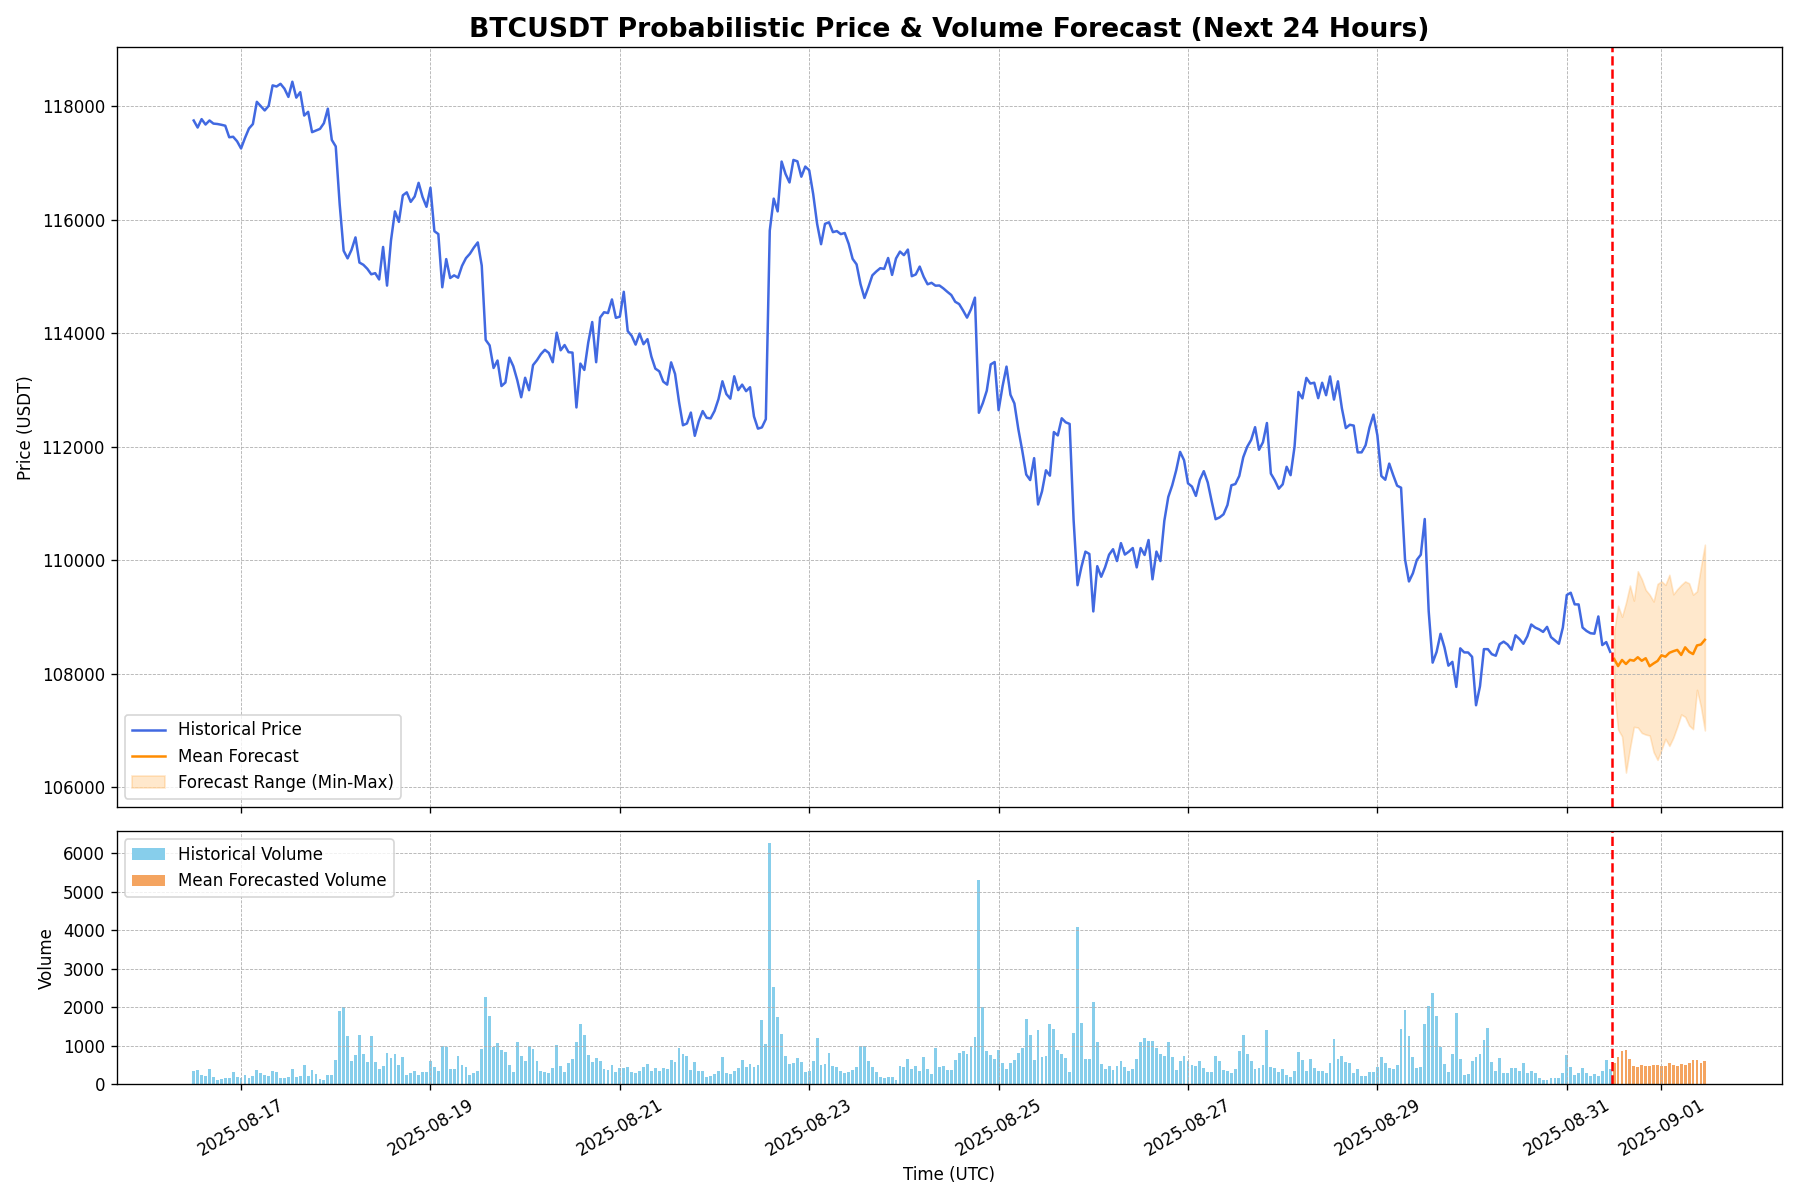 BTCUSDT Probabilistic Price & Volume Forecast (Next 24 Hours)
118000
116000
114000
112000
110000
108000
106000
Price (USDT)
Historical Price
Mean Forecast
Forecast Range (Min-Max)
6000
5000
4000
3000
2000
1000
0
Volume
Historical Volume
Mean Forecasted Volume
2025-08-17
2025-08-19
2025-08-21
2025-08-23
2025-08-25
2025-08-27
2025-08-29
2025-08-31
2025-09-01
Time (UTC)